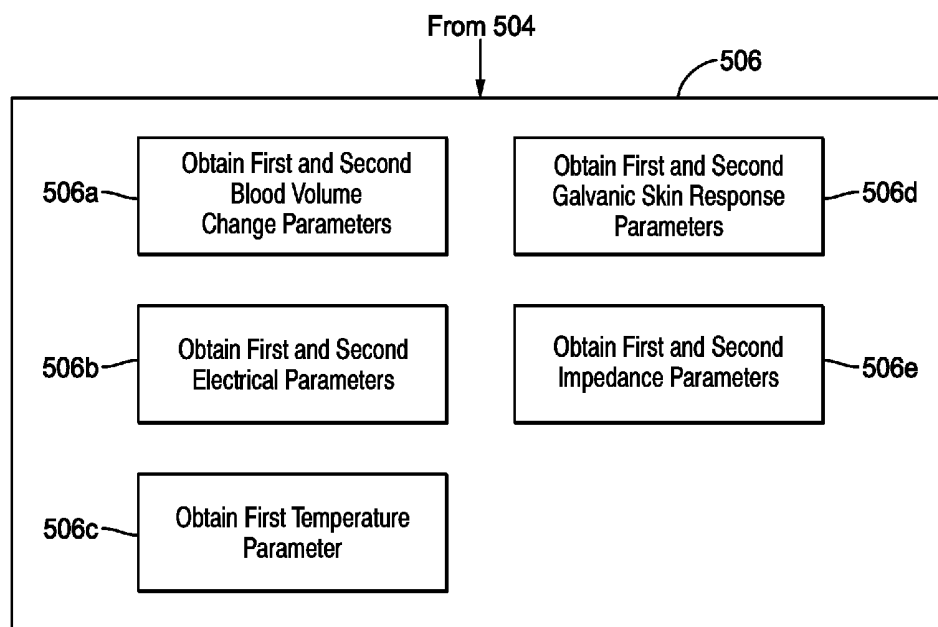 From 504
506
506a
Obtain First and Second
Blood Volume
Change Parameters
Obtain First and Second
Galvanic Skin Response
Parameters
506d
506b
Obtain First and Second
Electrical Parameters
Obtain First and Second
Impedance Parameters
506e
506c
Obtain First Temperature
Parameter